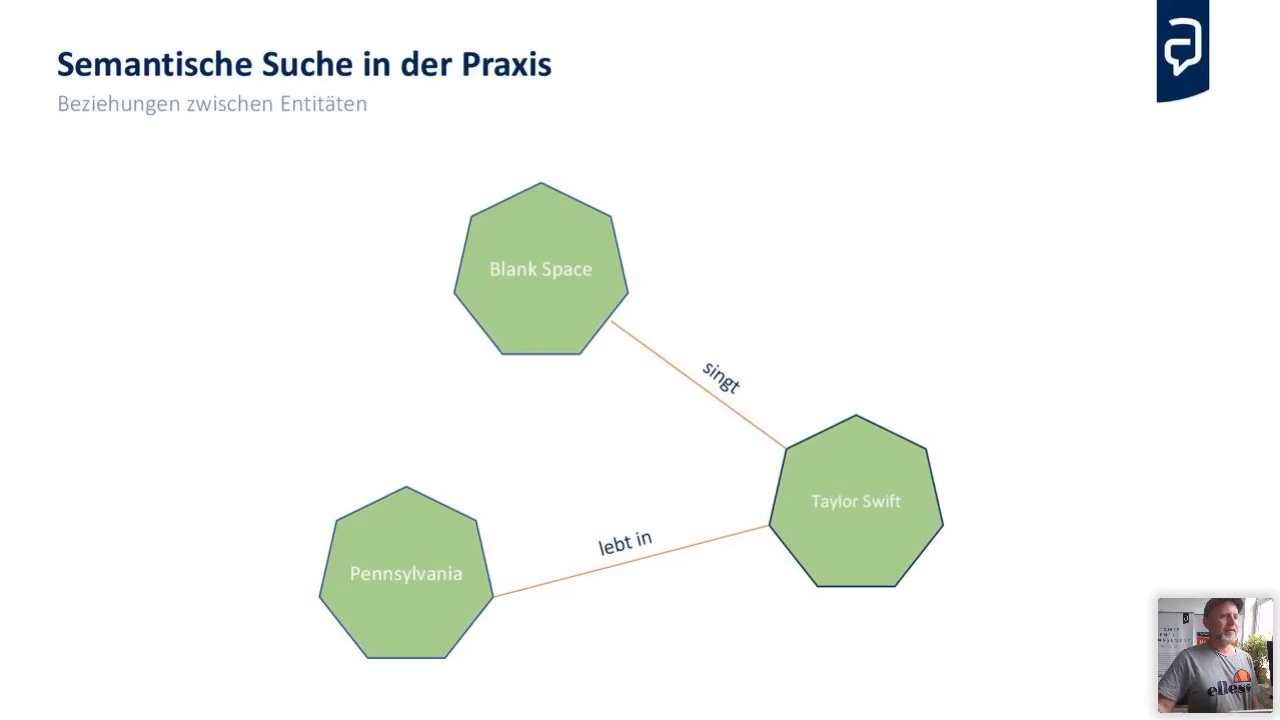 Semantische Suche in der Praxis
Beziehungen zwischen Entitäten
Blank Space
singt
Taylor Swift
lebt in
Pennsylvania